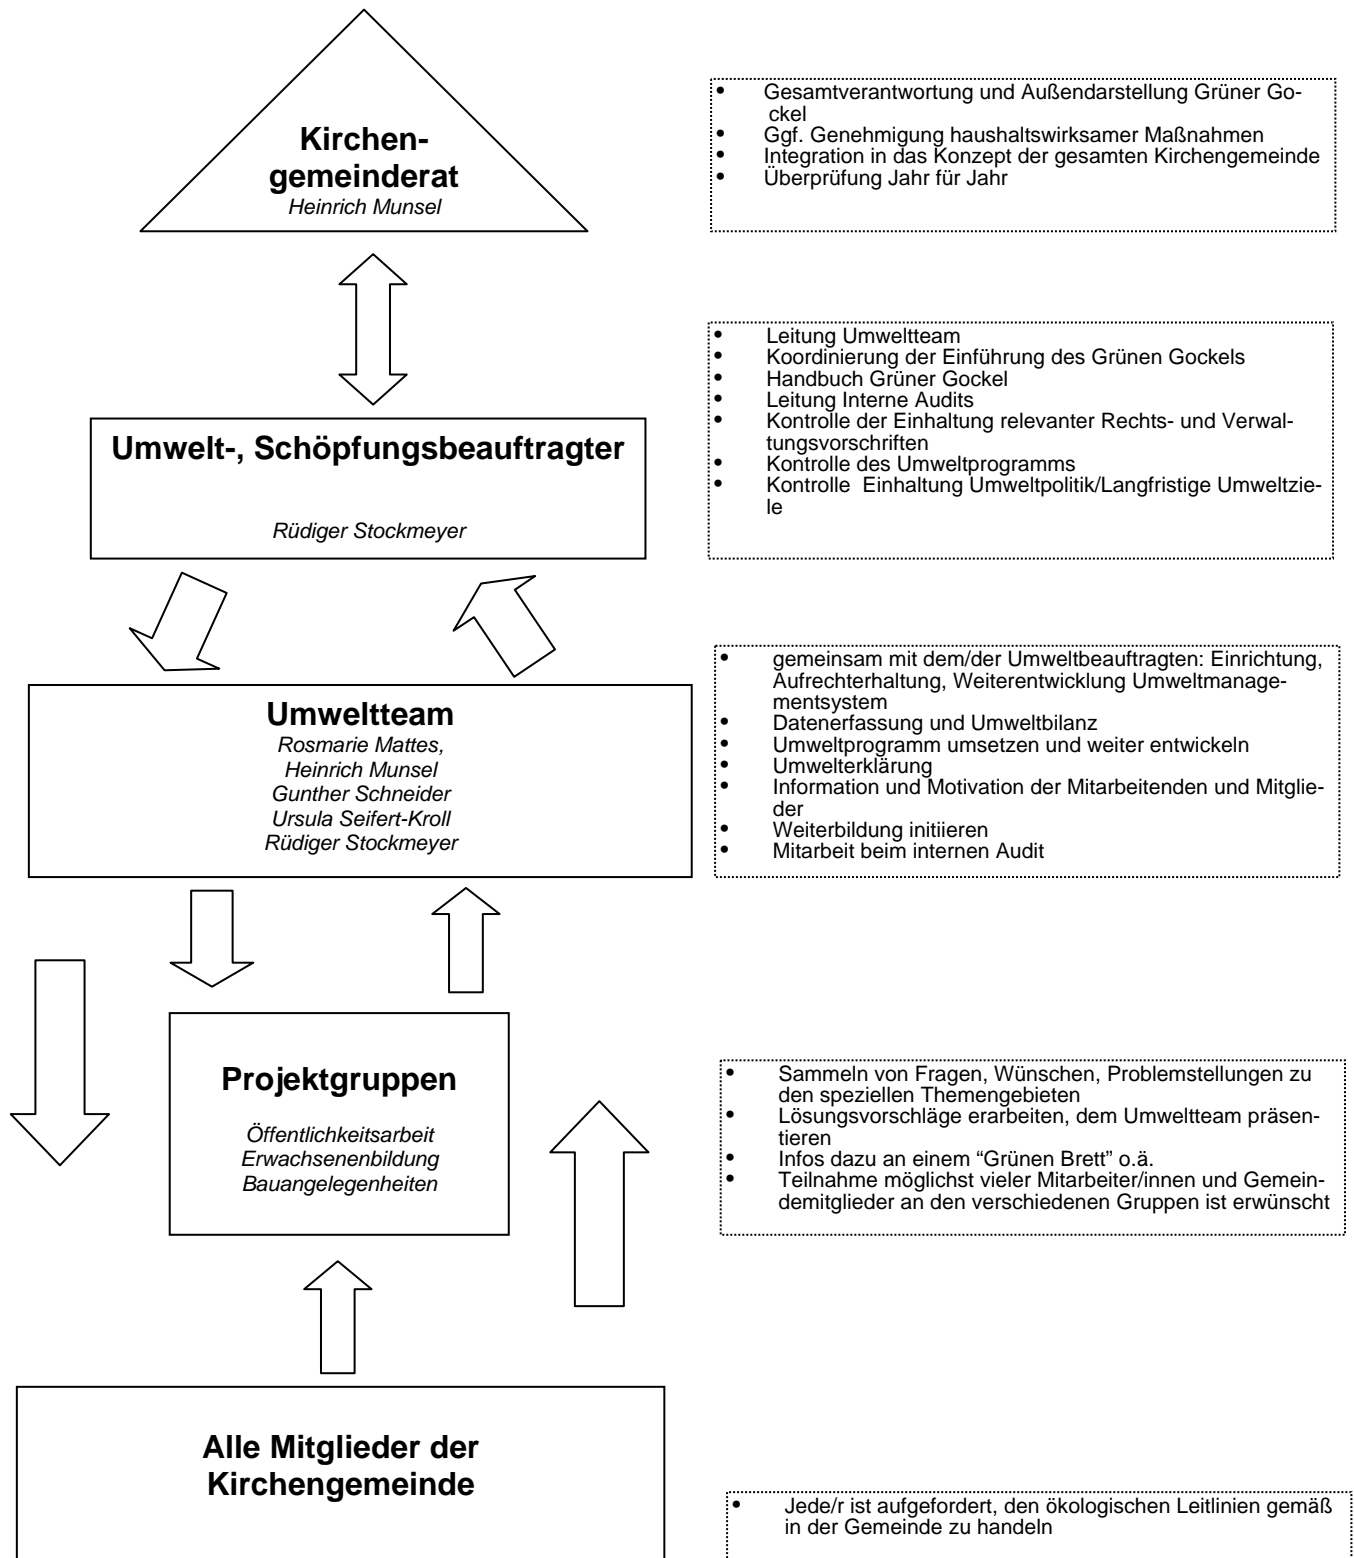 Kirchen-
gemeinderat
Heinrich Munsel
• Gesamtverantwortung und Außendarstellung Grüner Go-
ckel
• Ggf. Genehmigung haushaltswirksamer Maßnahmen
• Integration in das Konzept der gesamten Kirchengemeinde
• Überprüfung Jahr für Jahr
Umwelt-, Schöpfungsbeauftragter
Rüdiger Stockmeyer
• Leitung Umweltteam
• Koordinierung der Einführung des Grünen Gockels
• Handbuch Grüner Gockel
• Leitung Interne Audits
• Kontrolle der Einhaltung relevanter Rechts- und Verwal-
tungsvorschriften
• Kontrolle des Umweltprogramms
• Kontrolle Einhaltung Umweltpolitik/Langfristige Umweltzie-
le
Umweltteam
Rosmarie Mattes,
Heinrich Munsel
Gunther Schneider
Ursula Seifert-Kroll
Rüdiger Stockmeyer
• gemeinsam mit dem/der Umweltbeauftragten: Einrichtung,
Aufrechterhaltung, Weiterentwicklung Umweltmanage-
mentsystem
• Datenerfassung und Umweltbilanz
• Umweltprogramm umsetzen und weiter entwickeln
• Umwelterklärung
• Information und Motivation der Mitarbeitenden und Mitglie-
der
• Weiterbildung initiieren
• Mitarbeit beim internen Audit
Projektgruppen
Öffentlichkeitsarbeit
Erwachsenenbildung
Bauangelegenheiten
• Sammeln von Fragen, Wünschen, Problemstellungen zu
den speziellen Themengebieten
• Lösungsvorschläge erarbeiten, dem Umweltteam präsen-
tieren
• Infos dazu an einem “Grünen Brett” o.ä.
• Teilnahme möglichst vieler Mitarbeiter/innen und Gemein-
demitglieder an den verschiedenen Gruppen ist erwünscht
Alle Mitglieder der
Kirchengemeinde
• Jede/r ist aufgefordert, den ökologischen Leitlinien gemäß
in der Gemeinde zu handeln